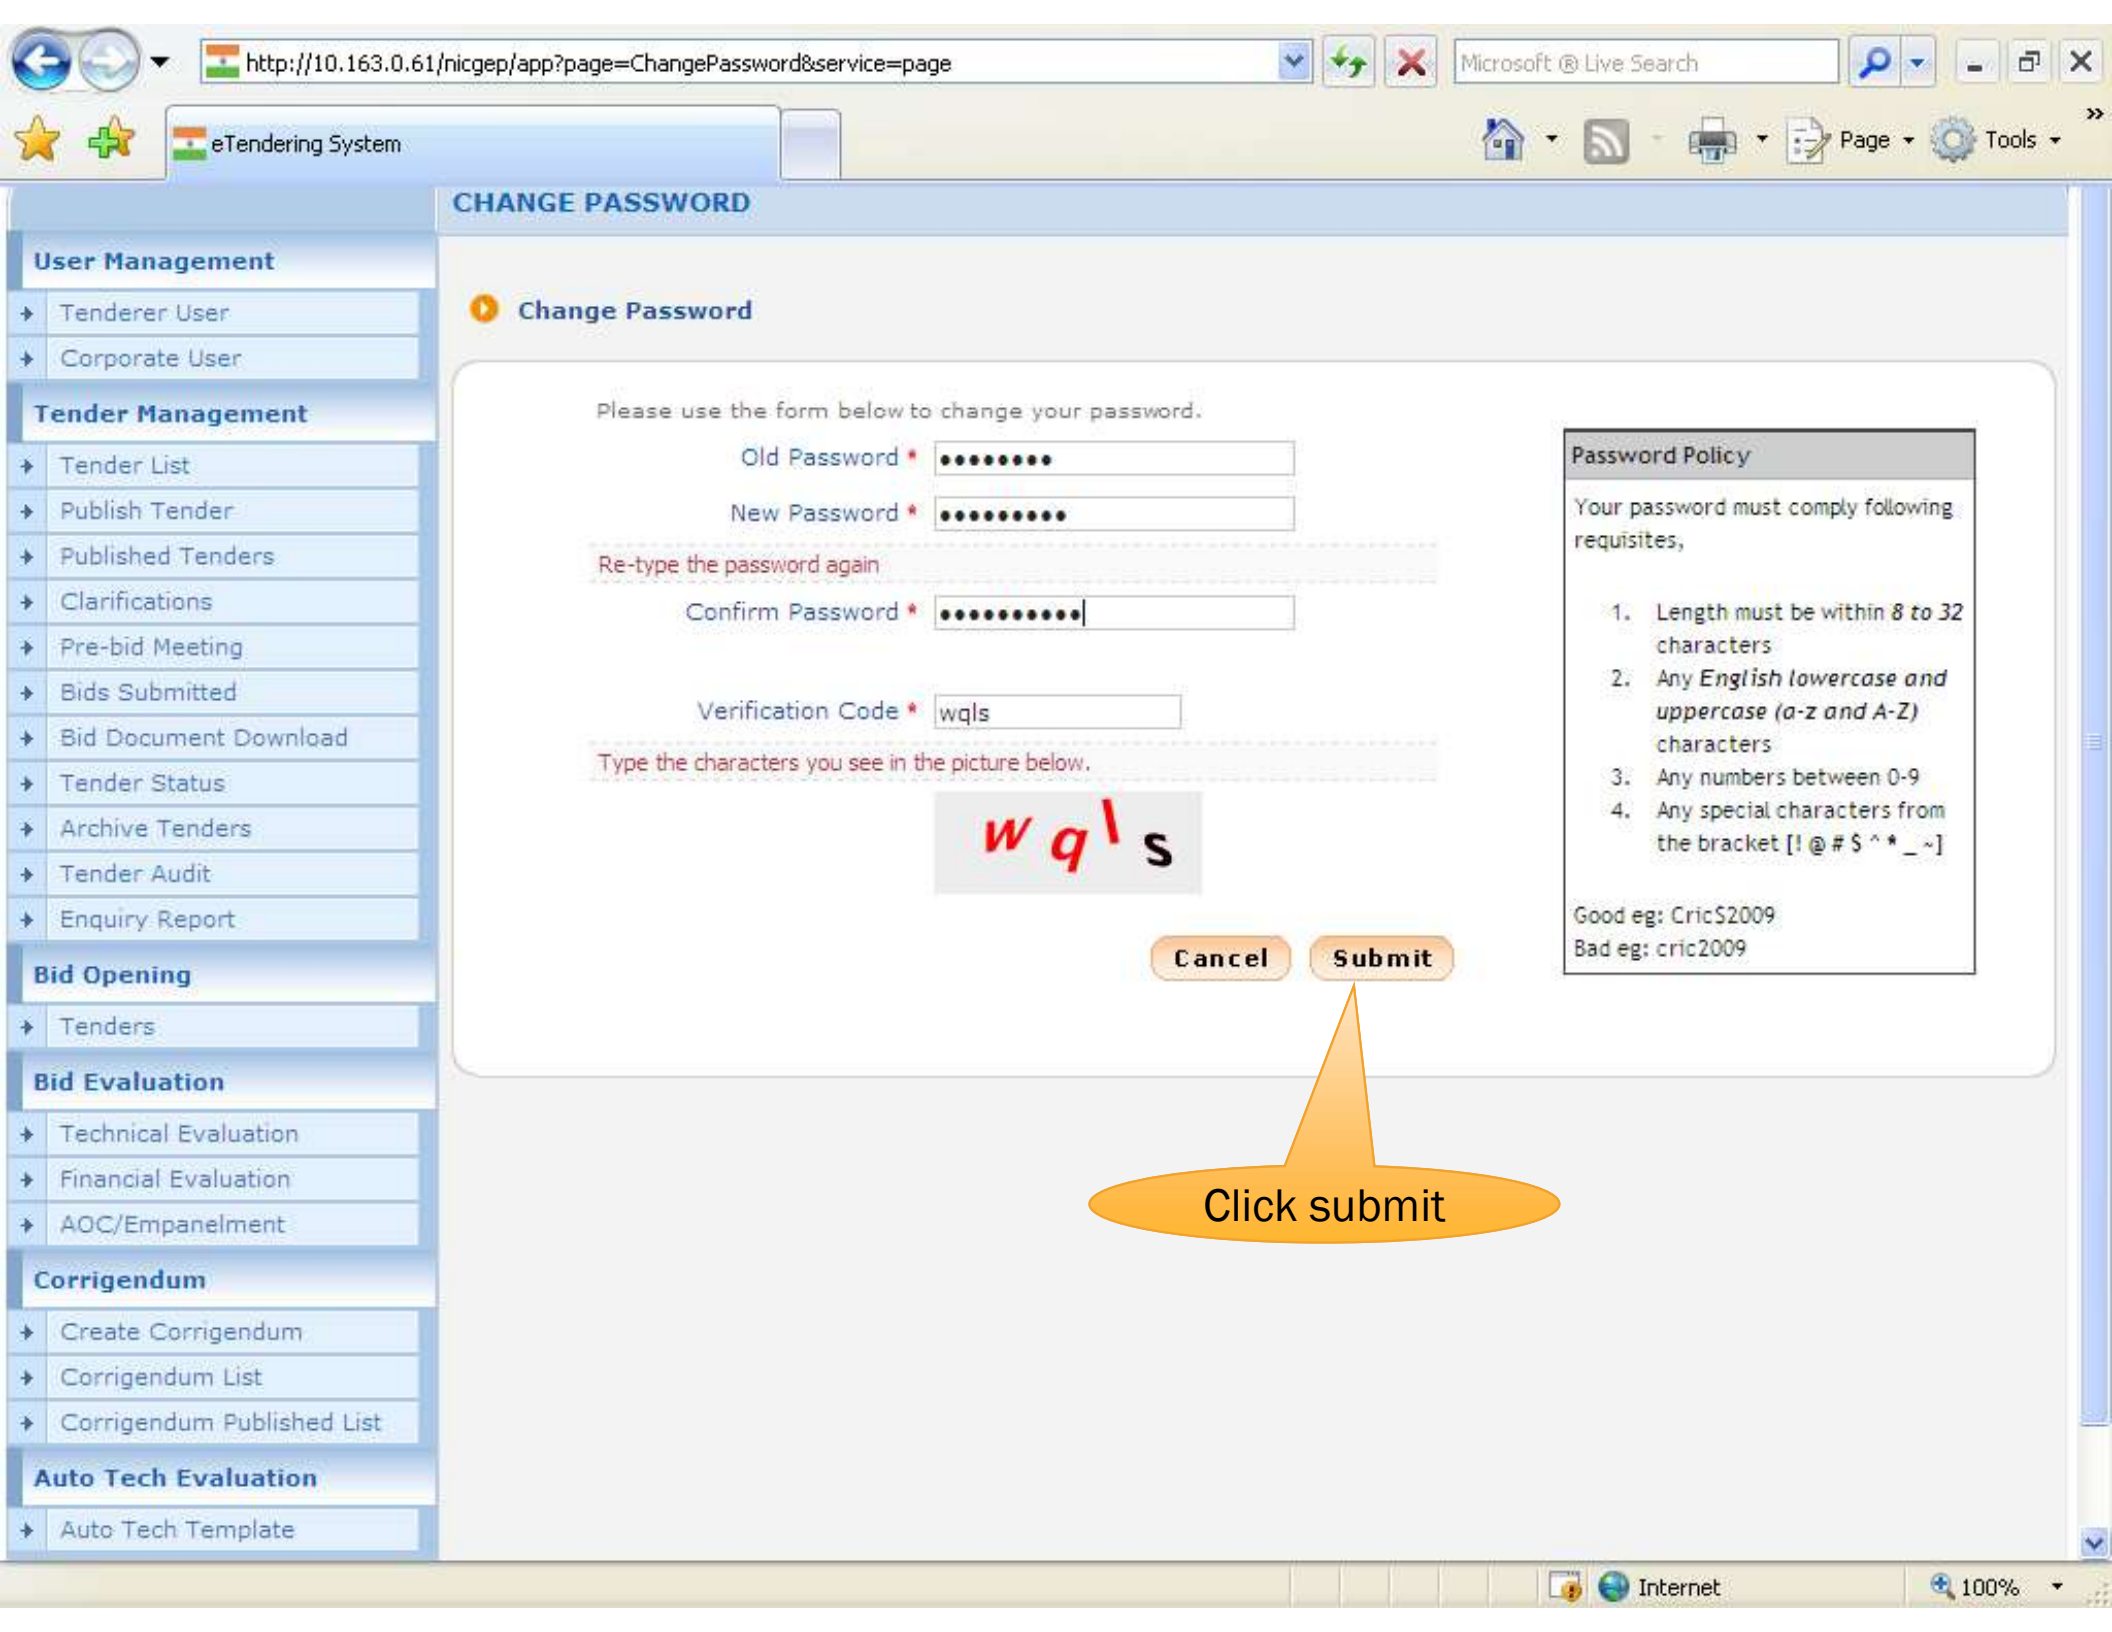 http://10.163.0.61/nicgep/app?page=ChangePassword&service=page
Microsoft ® Live Search
eTendering System
Page
Tools
»
CHANGE PASSWORD
User Management
Tenderer User
Corporate User
Tender Management
Tender List
Publish Tender
Published Tenders
Clarifications
Pre-bid Meeting
Bids Submitted
Bid Document Download
Tender Status
Archive Tenders
Tender Audit
Enquiry Report
Bid Opening
Tenders
Bid Evaluation
Technical Evaluation
Financial Evaluation
AOC/Empanelment
Corrigendum
Create Corrigendum
Corrigendum List
Corrigendum Published List
Auto Tech Evaluation
Auto Tech Template
Change Password
Please use the form below to change your password.
Old Password * ••••••••
New Password * •••••••••
Re-type the password again
Confirm Password * ••••••••••
Verification Code * wqls
Type the characters you see in the picture below.
w q l s
Cancel Submit
Password Policy
Your password must comply following
requisites,
1. Length must be within 8 to 32
characters
2. Any English lowercase and
uppercase (a-z and A-Z)
characters
3. Any numbers between 0-9
4. Any special characters from
the bracket [! @ # $ ^ * _ ~]
Good eg: Cric$2009
Bad eg: cric2009
Click submit
Internet
100%